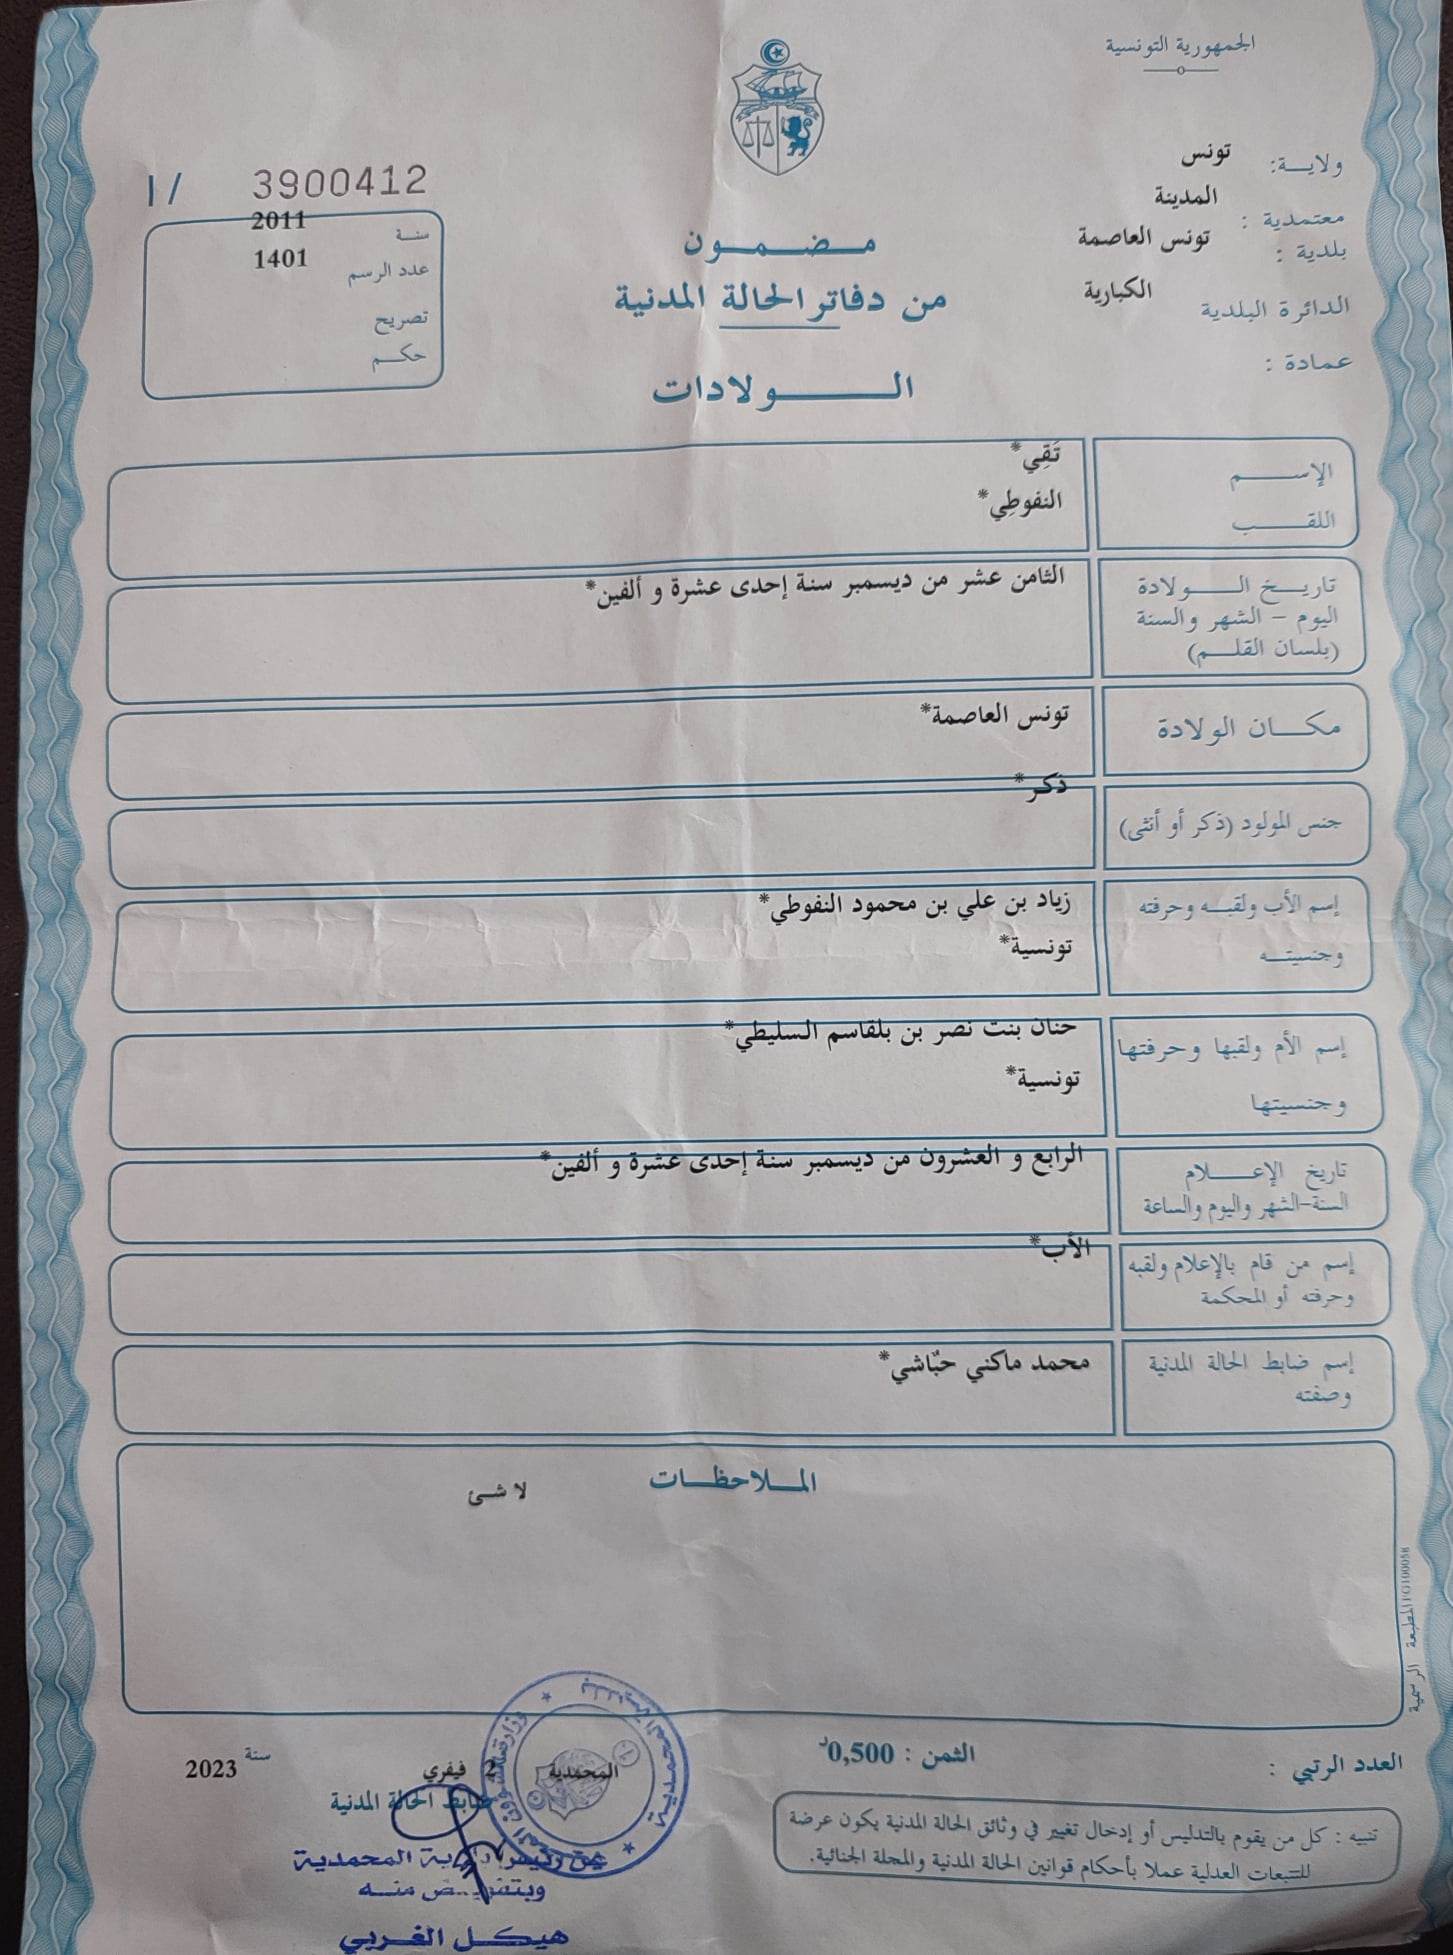 الجمهورية التونسية
ولاية: تونس
معتمدية : المدينة
بلدية : تونس العاصمة
الدائرة البلدية الكبارية
عمادة :
I / 3900412
سنة 2011
عدد الرسم 1401
تصريح
حكم
مضمون
من دفاتر الحالة المدنية
الولادات
الإسم تَقِي*
اللقب النفوطِي*
تاريخ الولادة الثامن عشر من ديسمبر سنة إحدى عشرة و ألفين*
اليوم - الشهر والسنة
(بلسان القلم)
مكان الولادة تونس العاصمة*
جنس المولود (ذكر أو أنثى) ذكر*
إسم الأب ولقبه وحرفته زياد بن علي بن محمود النفوطي*
وجنسيته تونسية*
إسم الأم ولقبها وحرفتها حنان بنت نصر بن بلقاسم السليطي*
وجنسيتها تونسية*
تاريخ الإعلام الرابع و العشرون من ديسمبر سنة إحدى عشرة و ألفين*
السنة-الشهر واليوم والساعة
إسم من قام بالإعلام ولقبه الأب*
وحرفته أو المحكمة
إسم ضابط الحالة المدنية محمد ماكني حبّاشي*
وصفته
الملاحظات
لا شئ
المطبعة الرسمية
العدد الرتبي :
الثمن : 0,500د
تنبيه : كل من يقوم بالتدليس أو إدخال تغيير في وثائق الحالة المدنية يكون عرضة
للتتبعات العدلية عملا بأحكام قوانين الحالة المدنية والمجلة الجنائية.
المحمدية 2 فيفري سنة 2023
ضابط الحالة المدنية
المحمدية
وبتفويض منه
هيكل الغربي